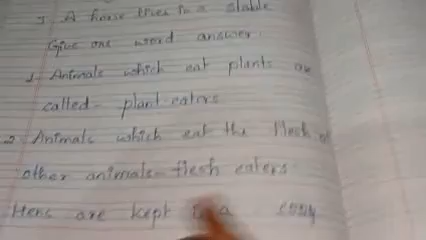 5 A horse lives in a stable
Give one word answer.
1. Animals which eat plants are
called- plant eaters
2. Animals which eat the flesh of
other animals- flesh eaters
Hens are kept in a